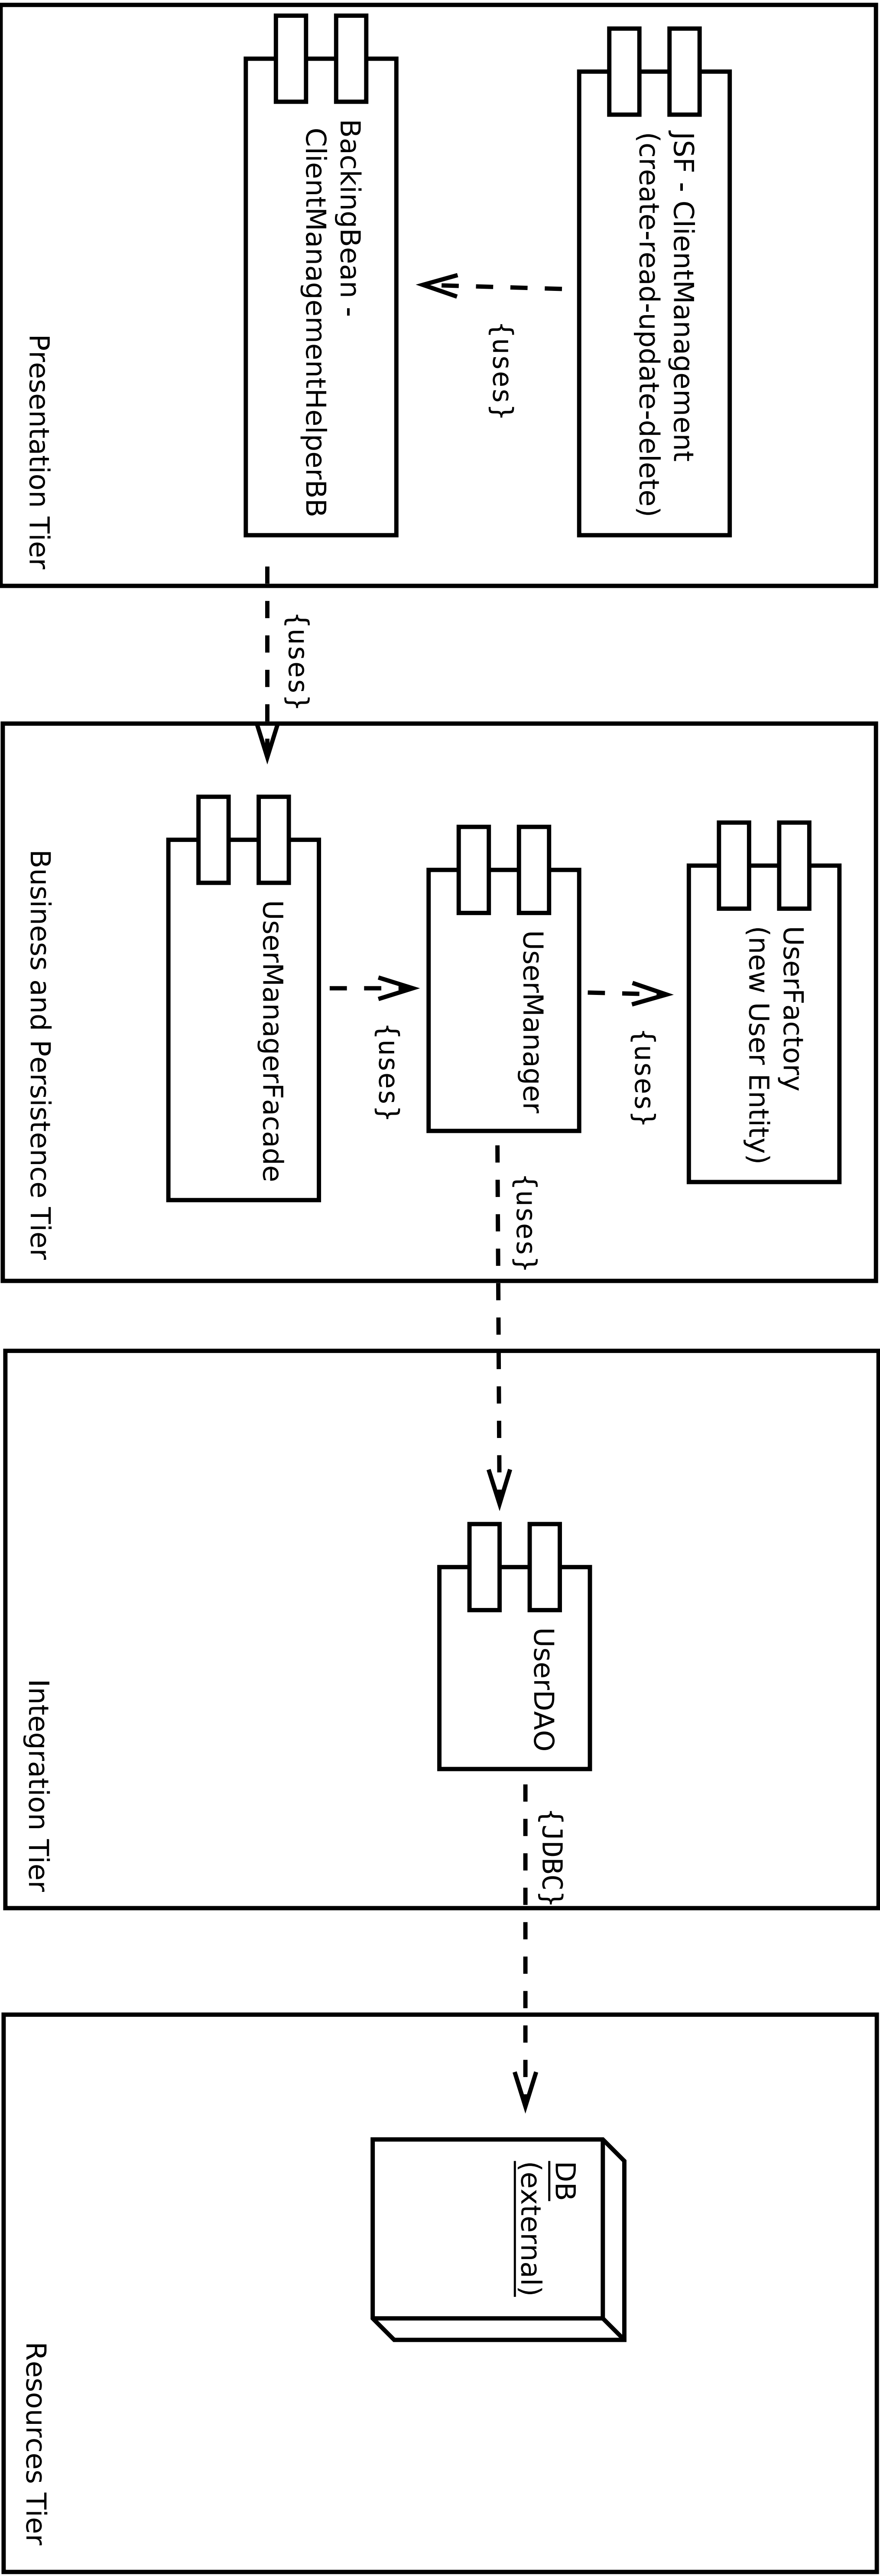 JSF - ClientManagement
(create-read-update-delete)
{uses}
BackingBean -
ClientManagementHelperBB
Presentation Tier
{uses}
UserFactory
(new User Entity)
{uses}
UserManager
{uses}
UserManagerFacade
Business and Persistence Tier
{uses}
UserDAO
Integration Tier
{JDBC}
DB
(external)
Resources Tier